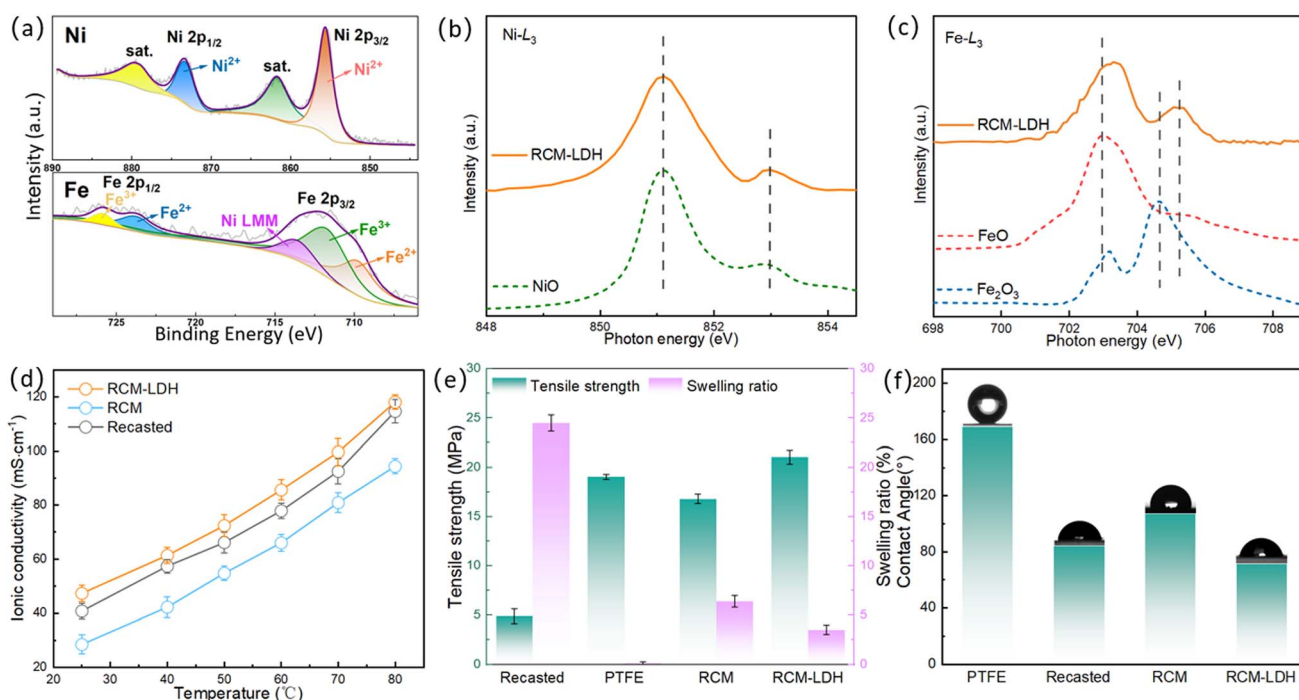 (a)
Ni
Ni 2p1/2
Ni 2p3/2
sat.
Ni2+
sat.
Ni2+
890 880 870 860 850
Fe
Fe 2p1/2
Fe3+
Fe2+
Fe 2p3/2
Ni LMM
Fe3+
Fe2+
725 720 715 710
Binding Energy (eV)
Intensity (a.u.)
(b)
Ni-L3
RCM-LDH
NiO
848 850 852 854
Photon energy (eV)
Intensity (a.u.)
(c)
Fe-L3
RCM-LDH
FeO
Fe2O3
698 700 702 704 706 708
Photon energy (eV)
Intensity (a.u.)
(d)
RCM-LDH
RCM
Recasted
120
100
80
60
40
20
20 30 40 50 60 70 80
Temperature (℃)
Ionic conductivity (mS·cm-1)
(e)
Tensile strength
Swelling ratio
30
25
20
15
10
5
0
30
25
20
15
10
5
0
Recasted PTFE RCM RCM-LDH
Tensile strength (MPa)
Swelling ratio (%)
(f)
200
160
120
80
40
0
PTFE Recasted RCM RCM-LDH
Contact Angle(°)